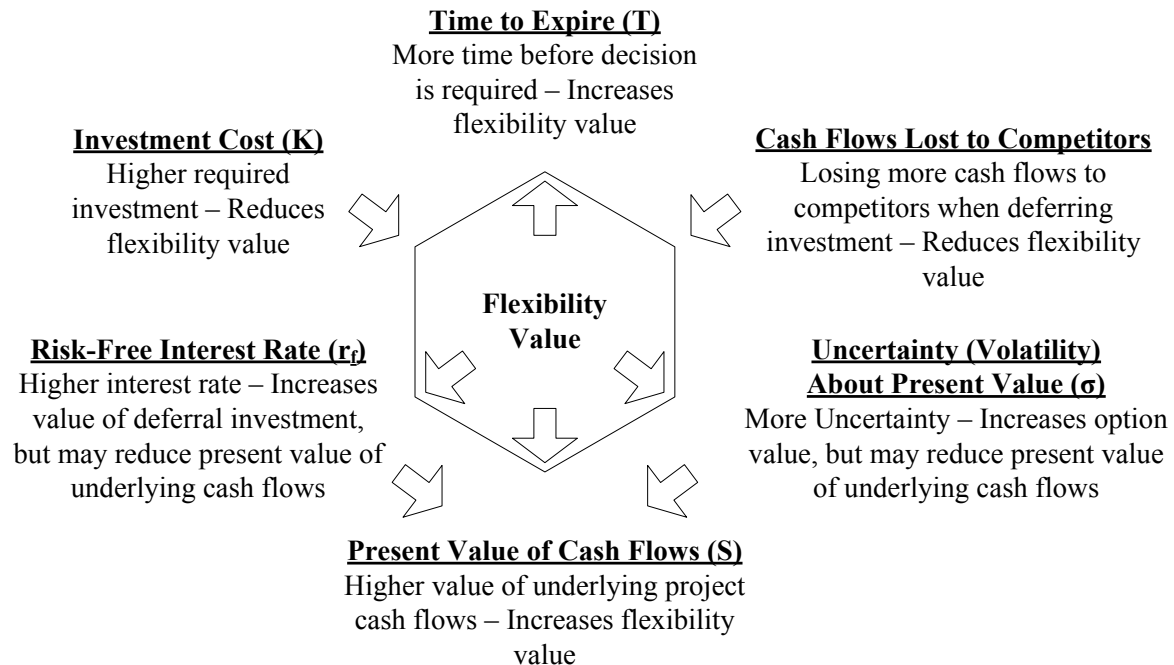 Time to Expire (T)
More time before decision
is required – Increases
flexibility value
Investment Cost (K)
Higher required
investment – Reduces
flexibility value
Cash Flows Lost to Competitors
Losing more cash flows to
competitors when deferring
investment – Reduces flexibility
value
Flexibility
Value
Risk-Free Interest Rate (rf)
Higher interest rate – Increases
value of deferral investment,
but may reduce present value of
underlying cash flows
Uncertainty (Volatility)
About Present Value (σ)
More Uncertainty – Increases option
value, but may reduce present value
of underlying cash flows
Present Value of Cash Flows (S)
Higher value of underlying project
cash flows – Increases flexibility
value